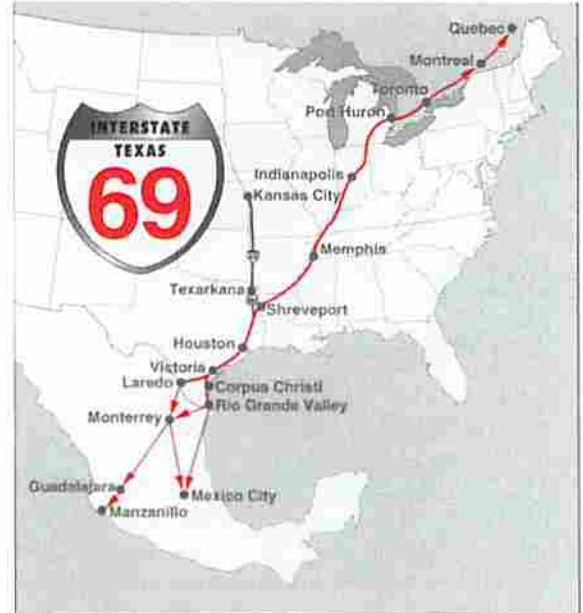 Quebec
Montreal
Toronto
Port Huron
INTERSTATE
TEXAS
69
Indianapolis
Kansas City
Memphis
Texarkana
Shreveport
Houston
Victoria
Laredo
Corpus Christi
Rio Grande Valley
Monterrey
Guadalajara
Mexico City
Manzanillo